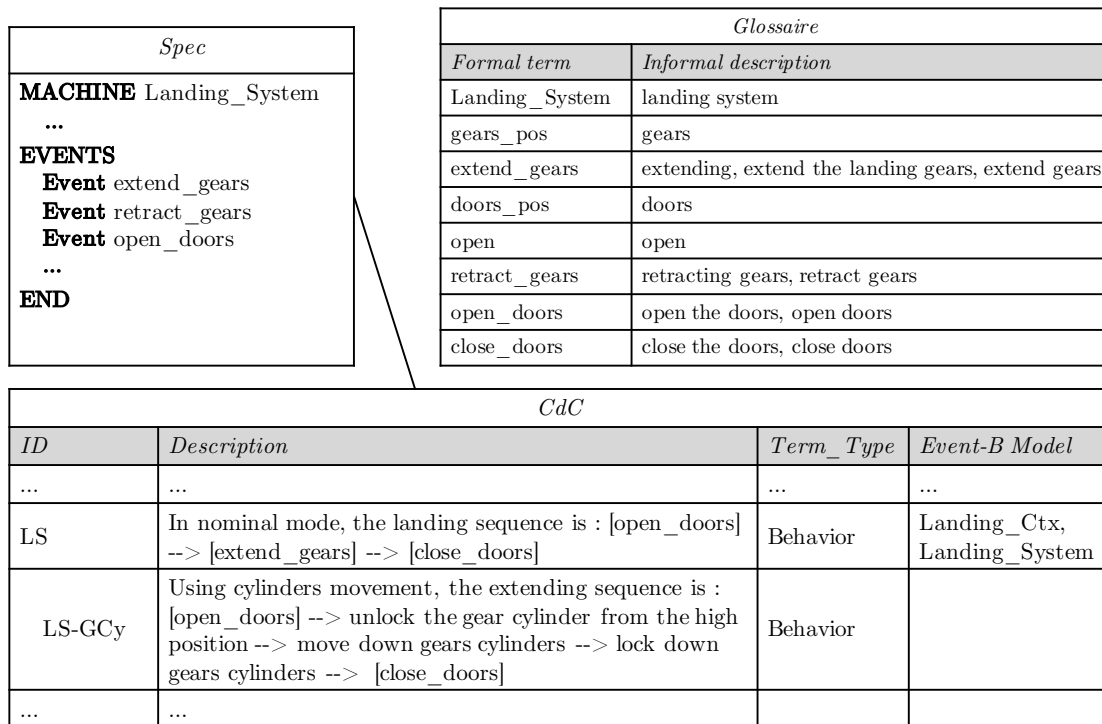 Spec
MACHINE Landing_System
...
EVENTS
Event extend_gears
Event retract_gears
Event open_doors
...
END
Glossaire
Formal term Informal description
Landing_System landing system
gears_pos gears
extend_gears extending, extend the landing gears, extend gears
doors_pos doors
open open
retract_gears retracting gears, retract gears
open_doors open the doors, open doors
close_doors close the doors, close doors
CdC
ID Description Term_Type Event-B Model
... ... ... ...
LS In nominal mode, the landing sequence is : [open_doors] --> [extend_gears] --> [close_doors] Behavior Landing_Ctx, Landing_System
LS-GCy Using cylinders movement, the extending sequence is :
[open_doors] --> unlock the gear cylinder from the high
position --> move down gears cylinders --> lock down
gears cylinders --> [close_doors] Behavior
... ...